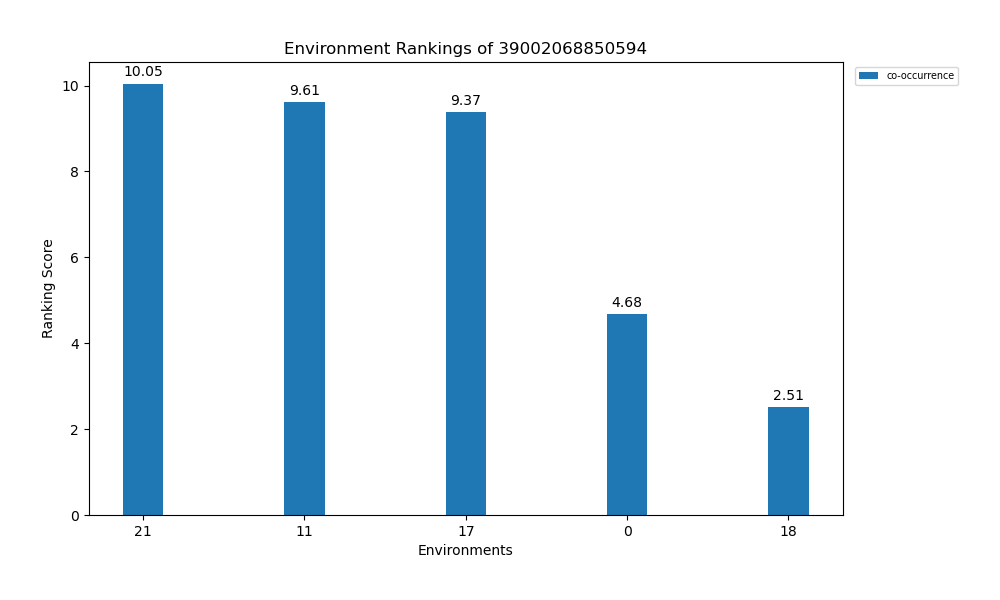 Environment Rankings of 39002068850594
co-occurrence
10.05
9.61
9.37
4.68
2.51
10
8
6
4
2
0
Ranking Score
21 11 17 0 18
Environments